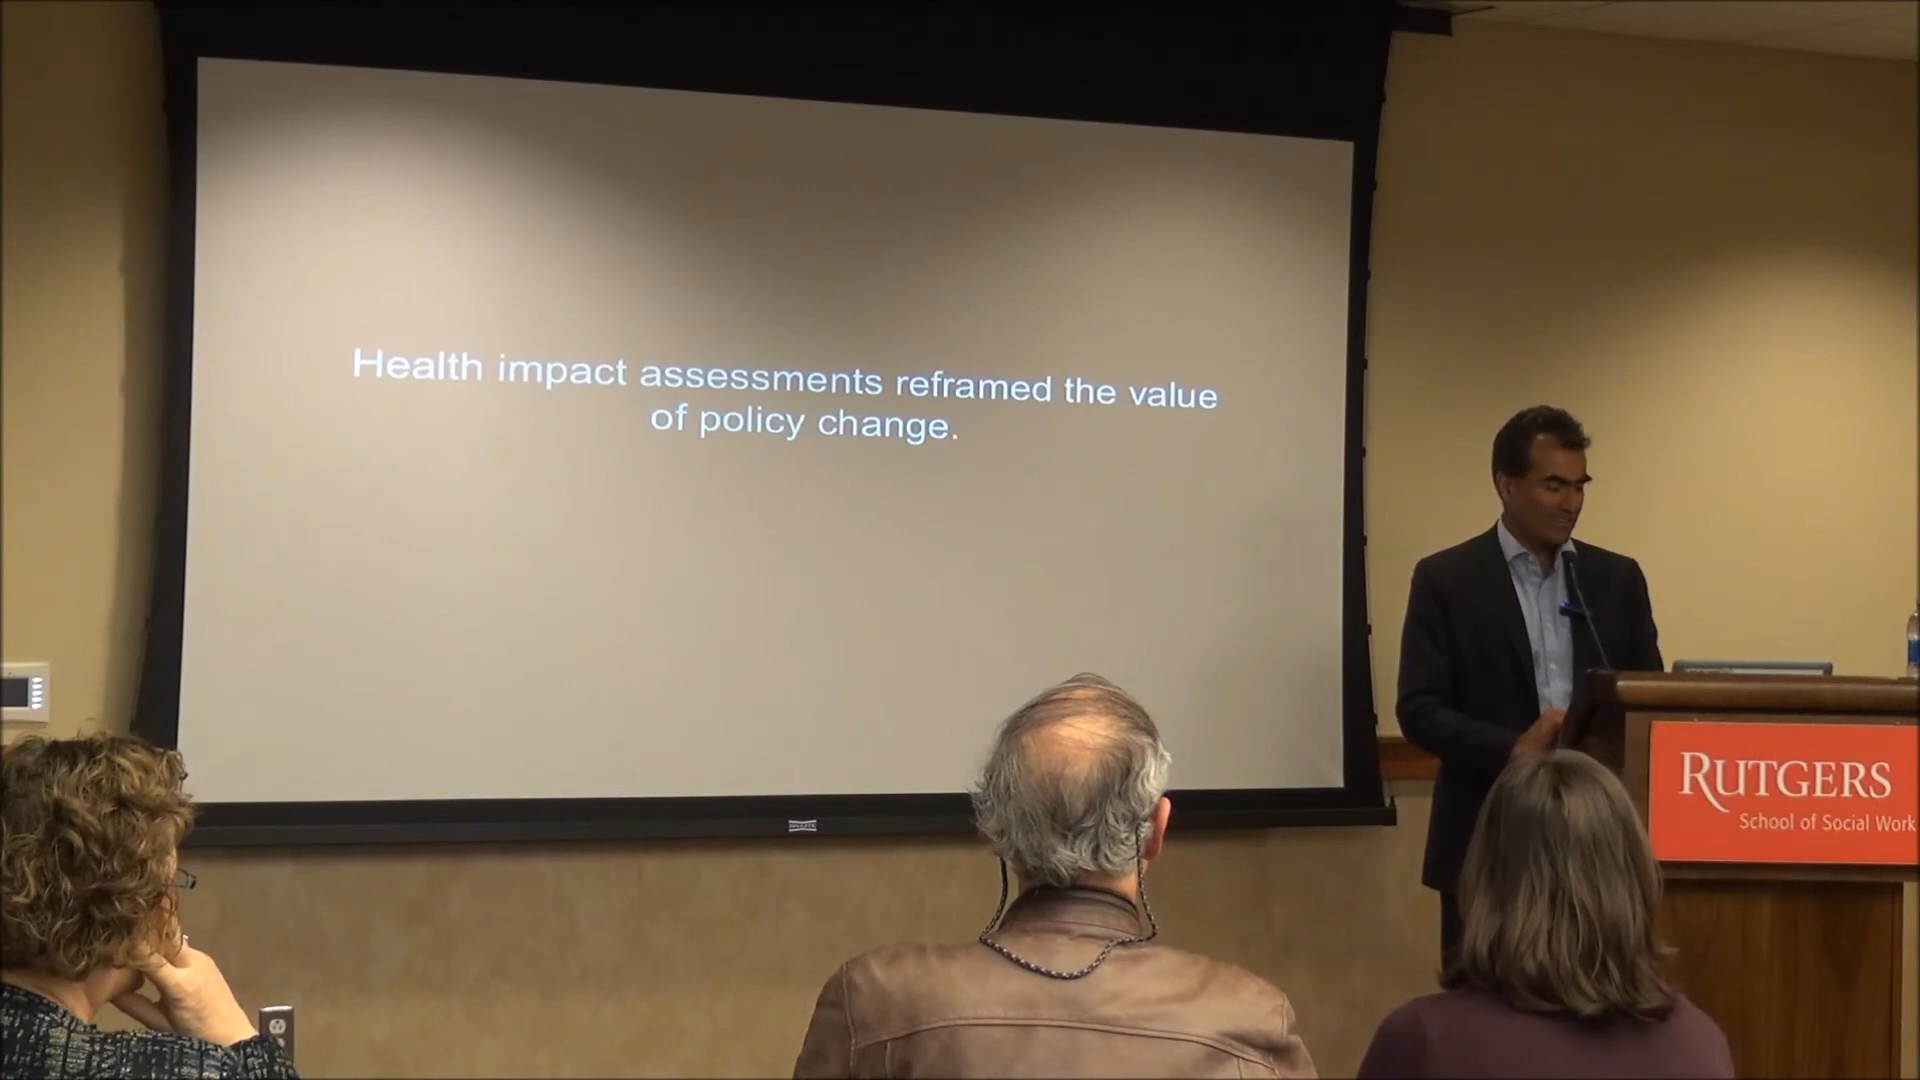 Health impact assessments reframed the value
of policy change.
RUTGERS
School of Social Work